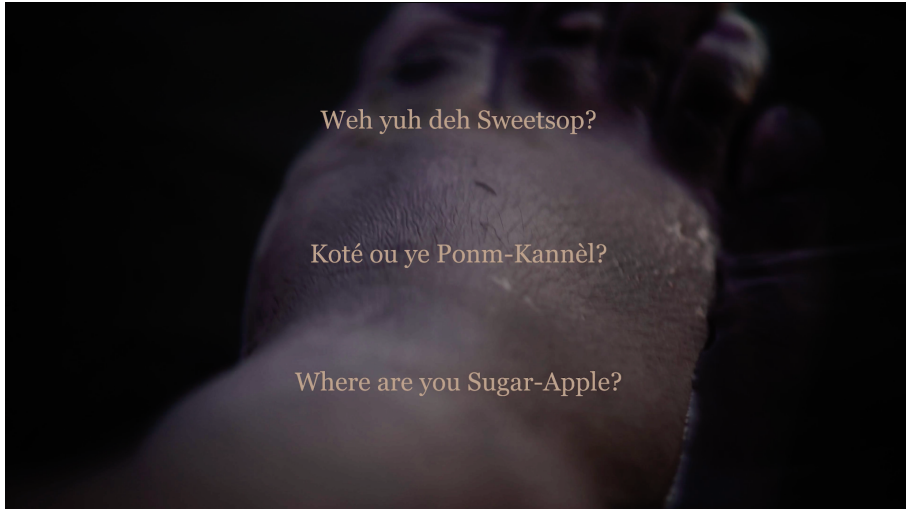 Weh yuh deh Sweetsop?
Koté ou ye Ponm-Kannèl?
Where are you Sugar-Apple?